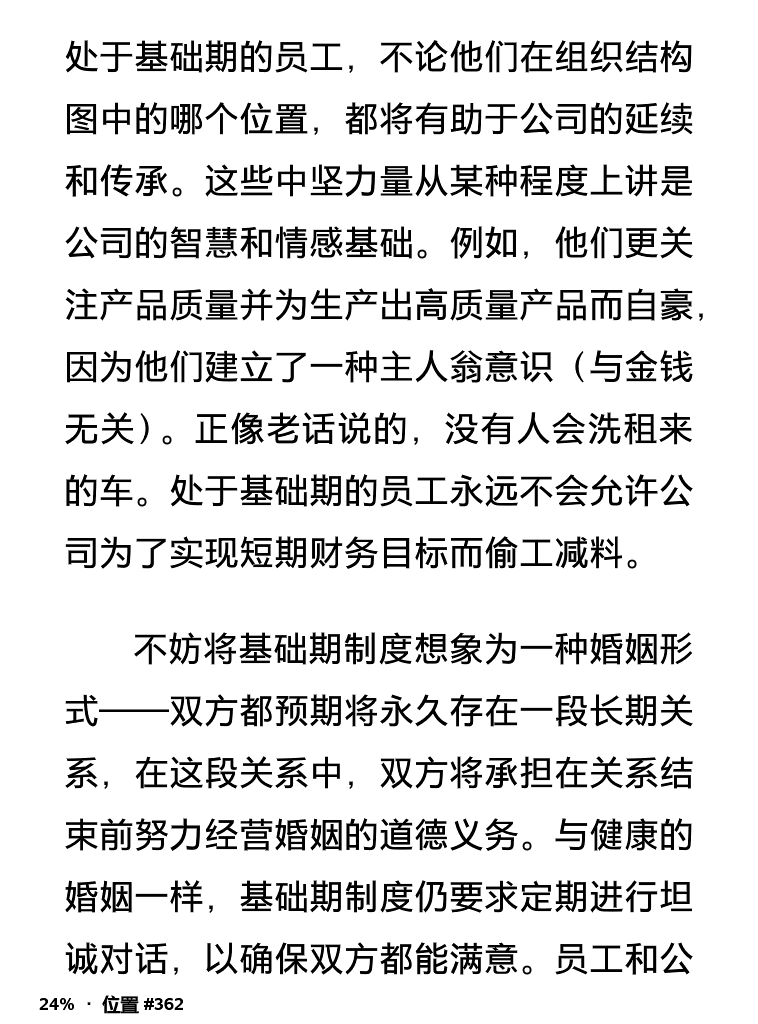 处于基础期的员工，不论他们在组织结构
图中的哪个位置，都将有助于公司的延续
和传承。这些中坚力量从某种程度上讲是
公司的智慧和情感基础。例如，他们更关
注产品质量并为生产出高质量产品而自豪，
因为他们建立了一种主人翁意识（与金钱
无关）。正像老话说的，没有人会洗租来
的车。处于基础期的员工永远不会允许公
司为了实现短期财务目标而偷工减料。
不妨将基础期制度想象为一种婚姻形
式——双方都预期将永久存在一段长期关
系，在这段关系中，双方将承担在关系结
束前努力经营婚姻的道德义务。与健康的
婚姻一样，基础期制度仍要求定期进行坦
诚对话，以确保双方都能满意。员工和公
24% · 位置 #362